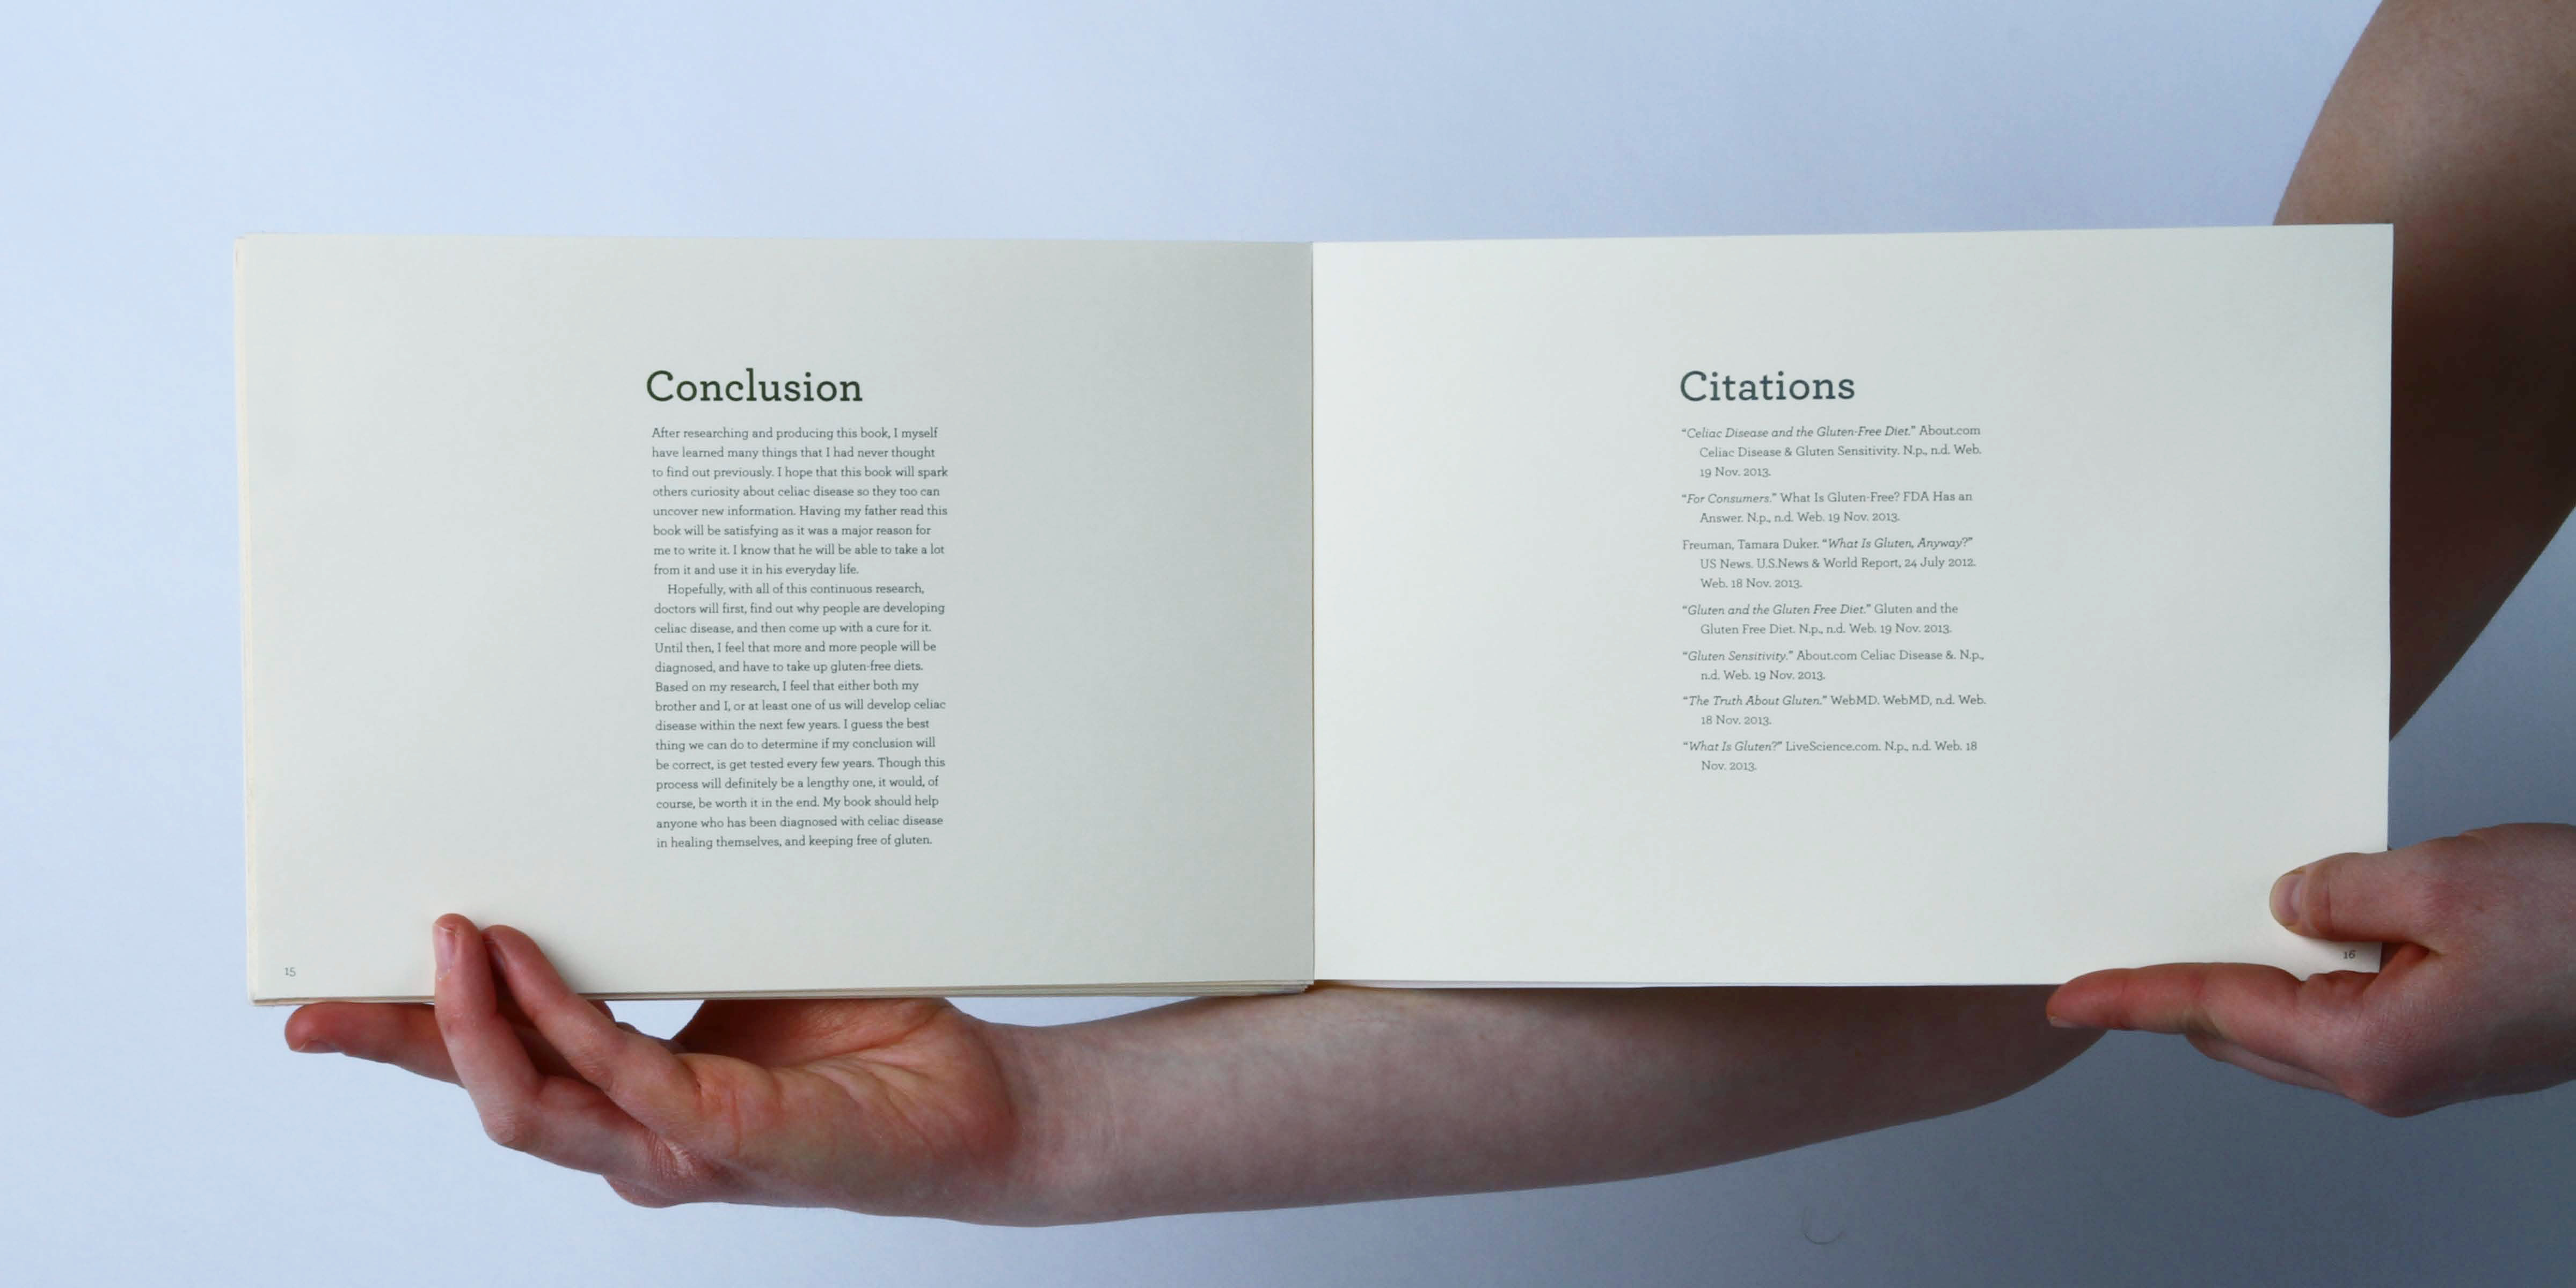 Conclusion
After researching and producing this book, I myself
have learned many things that I had never thought
to find out previously. I hope that this book will spark
others curiosity about celiac disease so they too can
uncover new information. Having my father read this
book will be satisfying as it was a major reason for
me to write it. I know that he will be able to take a lot
from it and use it in his everyday life.
Hopefully, with all of this continuous research,
doctors will first, find out why people are developing
celiac disease, and then come up with a cure for it.
Until then, I feel that more and more people will be
diagnosed, and have to take up gluten-free diets.
Based on my research, I feel that either both my
brother and I, or at least one of us will develop celiac
disease within the next few years. I guess the best
thing we can do to determine if my conclusion will
be correct, is get tested every few years. Though this
process will definitely be a lengthy one, it would, of
course, be worth it in the end. My book should help
anyone who has been diagnosed with celiac disease
in healing themselves, and keeping free of gluten.
15
Citations
“Celiac Disease and the Gluten-Free Diet.” About.com
Celiac Disease & Gluten Sensitivity. N.p., n.d. Web.
19 Nov. 2013.
“For Consumers.” What Is Gluten-Free? FDA Has an
Answer. N.p., n.d. Web. 19 Nov. 2013.
Freuman, Tamara Duker. “What Is Gluten, Anyway?”
US News. U.S.News & World Report, 24 July 2012.
Web. 18 Nov. 2013.
“Gluten and the Gluten Free Diet.” Gluten and the
Gluten Free Diet. N.p., n.d. Web. 19 Nov. 2013.
“Gluten Sensitivity.” About.com Celiac Disease &. N.p.,
n.d. Web. 19 Nov. 2013.
“The Truth About Gluten.” WebMD. WebMD, n.d. Web.
18 Nov. 2013.
“What Is Gluten?” LiveScience.com. N.p., n.d. Web. 18
Nov. 2013.
16